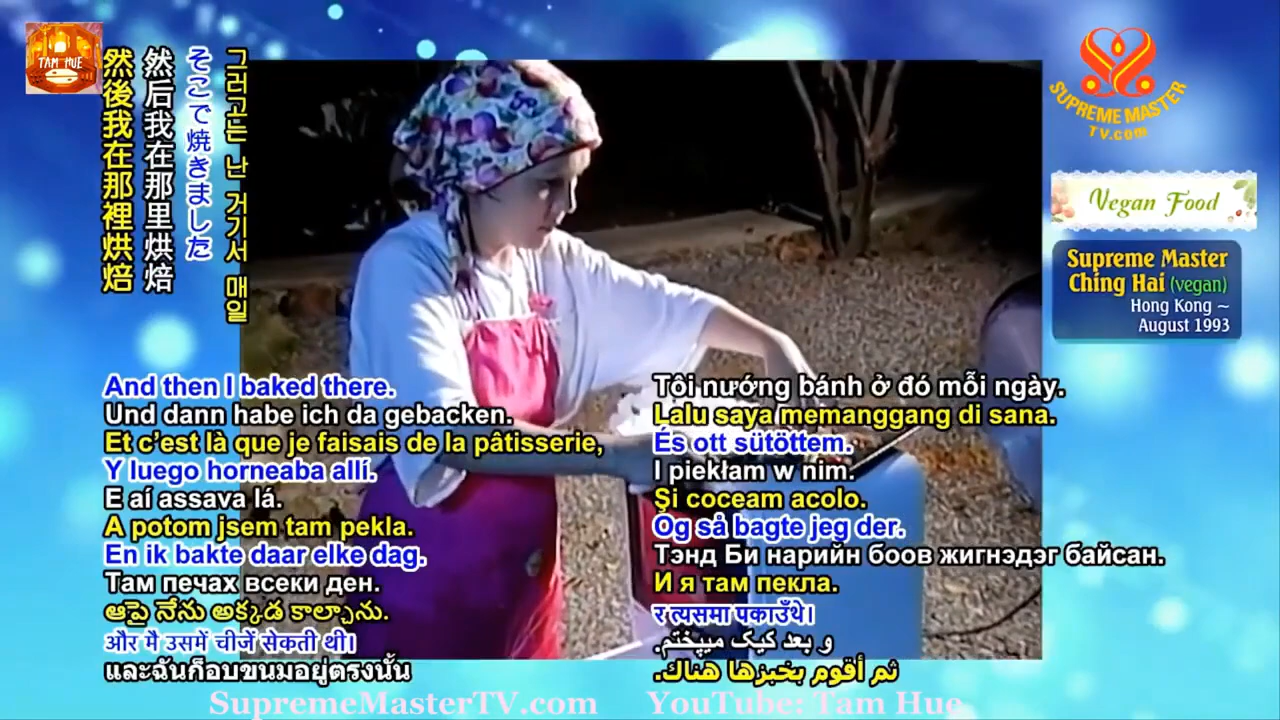 TAM HUE
然後我在那裡烘焙
然后我在那里烘焙
そこで焼きました
그러고는 난 거기서 매일
SUPREME MASTER
TV.com
Vegan Food
Supreme Master
Ching Hai (vegan)
Hong Kong ~
August 1993
And then I baked there.
Und dann habe ich da gebacken.
Et c’est là que je faisais de la pâtisserie,
Y luego horneaba allí.
E aí assava lá.
A potom jsem tam pekla.
En ik bakte daar elke dag.
Там печах всеки ден.
ఆపై నేను అక్కడ కాల్చాను.
और मै उसमें चीजें सेकती थी।
และฉันก็อบขนมอยู่ตรงนั้น
Tôi nướng bánh ở đó mỗi ngày.
Lalu saya memanggang di sana.
És ott sütöttem.
I piekłam w nim.
Şi coceam acolo.
Og så bagte jeg der.
Тэнд Би нарийн боов жигнэдэг байсан.
И я там пекла.
र त्यसमा पकाउँथे।
و بعد کیک میپختم.
ثم أقوم بخبزها هناك.
SupremeMasterTV.com
YouTube: Tam Hue